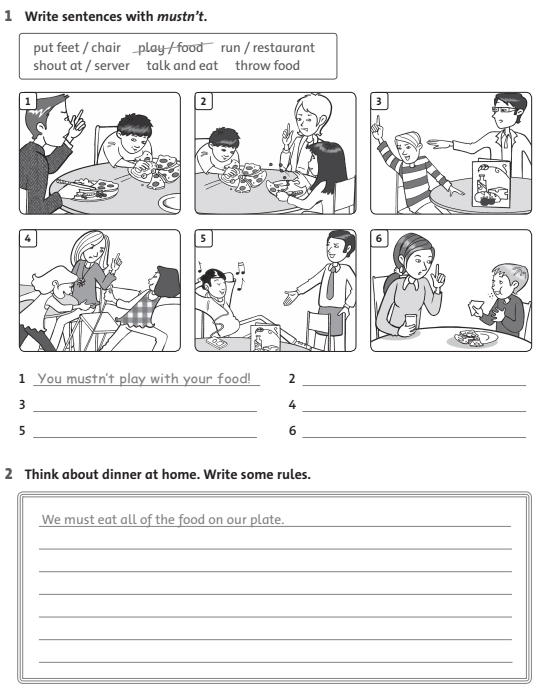 1 Write sentences with mustn't.
put feet / chair play / food run / restaurant
shout at / server talk and eat throw food
1
2
3
4
5
6
1 You mustn't play with your food! 2
3 4
5 6
2 Think about dinner at home. Write some rules.
We must eat all of the food on our plate.